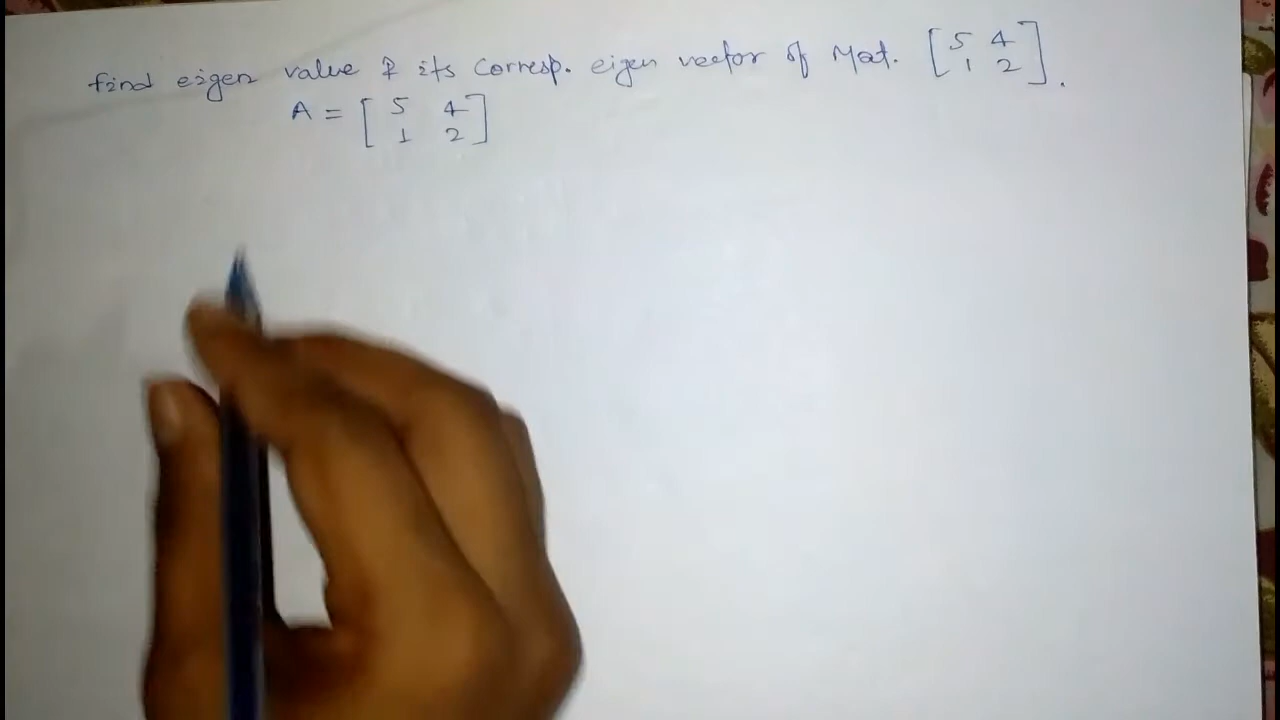 find eigen value & its corresp. eigen vector of Mat. [5 4
1 2].
A = [5 4
1 2]